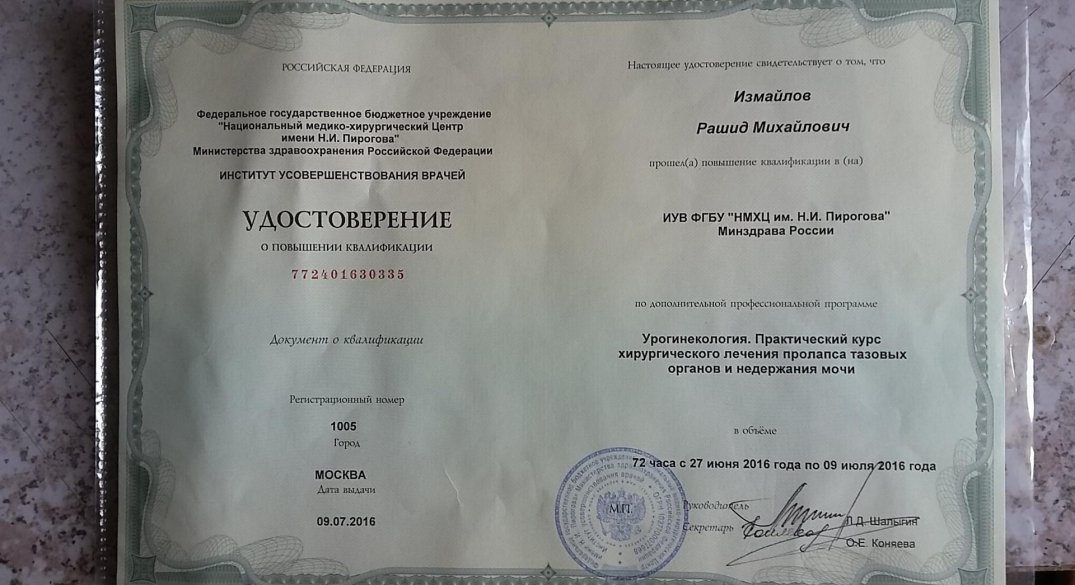 РОССИЙСКАЯ ФЕДЕРАЦИЯ
Федеральное государственное бюджетное учреждение
"Национальный медико-хирургический Центр
имени Н.И. Пирогова"
Министерства здравоохранения Российской Федерации
ИНСТИТУТ УСОВЕРШЕНСТВОВАНИЯ ВРАЧЕЙ
УДОСТОВЕРЕНИЕ
О ПОВЫШЕНИИ КВАЛИФИКАЦИИ
772401630335
Документ о квалификации
Регистрационный номер
1005
Город
МОСКВА
Дата выдачи
09.07.2016
Настоящее удостоверение свидетельствует о том, что
Измайлов
Рашид Михайлович
прошел(а) повышение квалификации в (на)
ИУВ ФГБУ "НМХЦ им. Н.И. Пирогова"
Минздрава России
по дополнительной профессиональной программе
Урогинекология. Практический курс
хирургического лечения пролапса тазовых
органов и недержания мочи
в объёме
72 часа с 27 июня 2016 года по 09 июля 2016 года
М.П.
Руководитель
Л.Д. Шалыгин
Секретарь
О.Е. Коняева